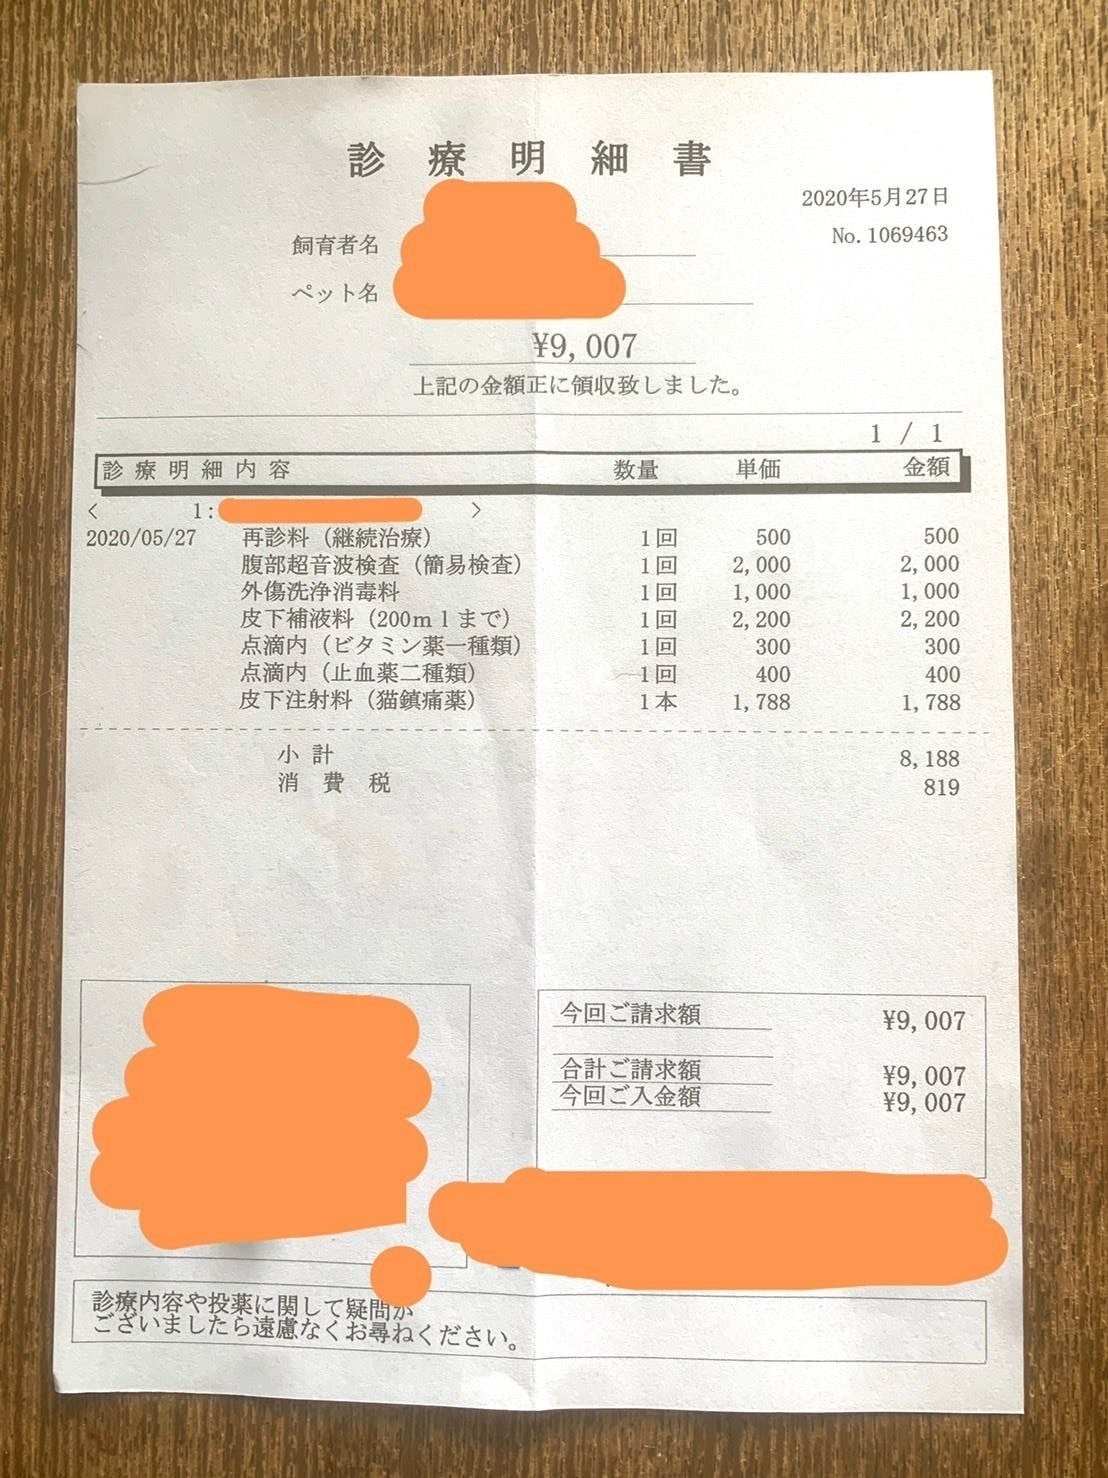 診療明細書
2020年5月27日
No.1069463
飼育者名
ペット名
¥9,007
上記の金額正に領収致しました。
1 / 1
診療明細内容 数量 単価 金額
< 1: >
2020/05/27 再診料(継続治療) 1回 500 500
腹部超音波検査(簡易検査) 1回 2,000 2,000
外傷洗浄消毒料 1回 1,000 1,000
皮下補液料(200mlまで) 1回 2,200 2,200
点滴内(ビタミン薬一種類) 1回 300 300
点滴内(止血薬二種類) 1回 400 400
皮下注射料(猫鎮痛薬) 1本 1,788 1,788
小計 8,188
消費税 819
今回ご請求額 ¥9,007
合計ご請求額 ¥9,007
今回ご入金額 ¥9,007
診療内容や投薬に関して疑問が
ございましたら遠慮なくお尋ねください。